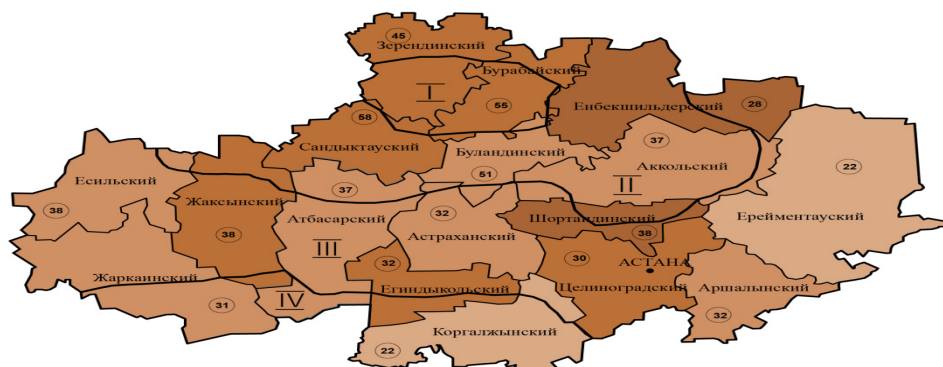 45
Зерендинский
Бурабайский
I
55
Енбекшильдерский
28
58
Сандыктауский
Буландинский
37
Аккольский
22
51
37
II
Есильский
38
Жаксынский
38
Атбасарский
32
Астраханский
Шортандинский
38
Ерейментауский
III
32
30
АСТАНА
Жаркаинский
31
IV
Егиндыкольский
Целиноградский
Аршалынский
32
Коргалжынский
22